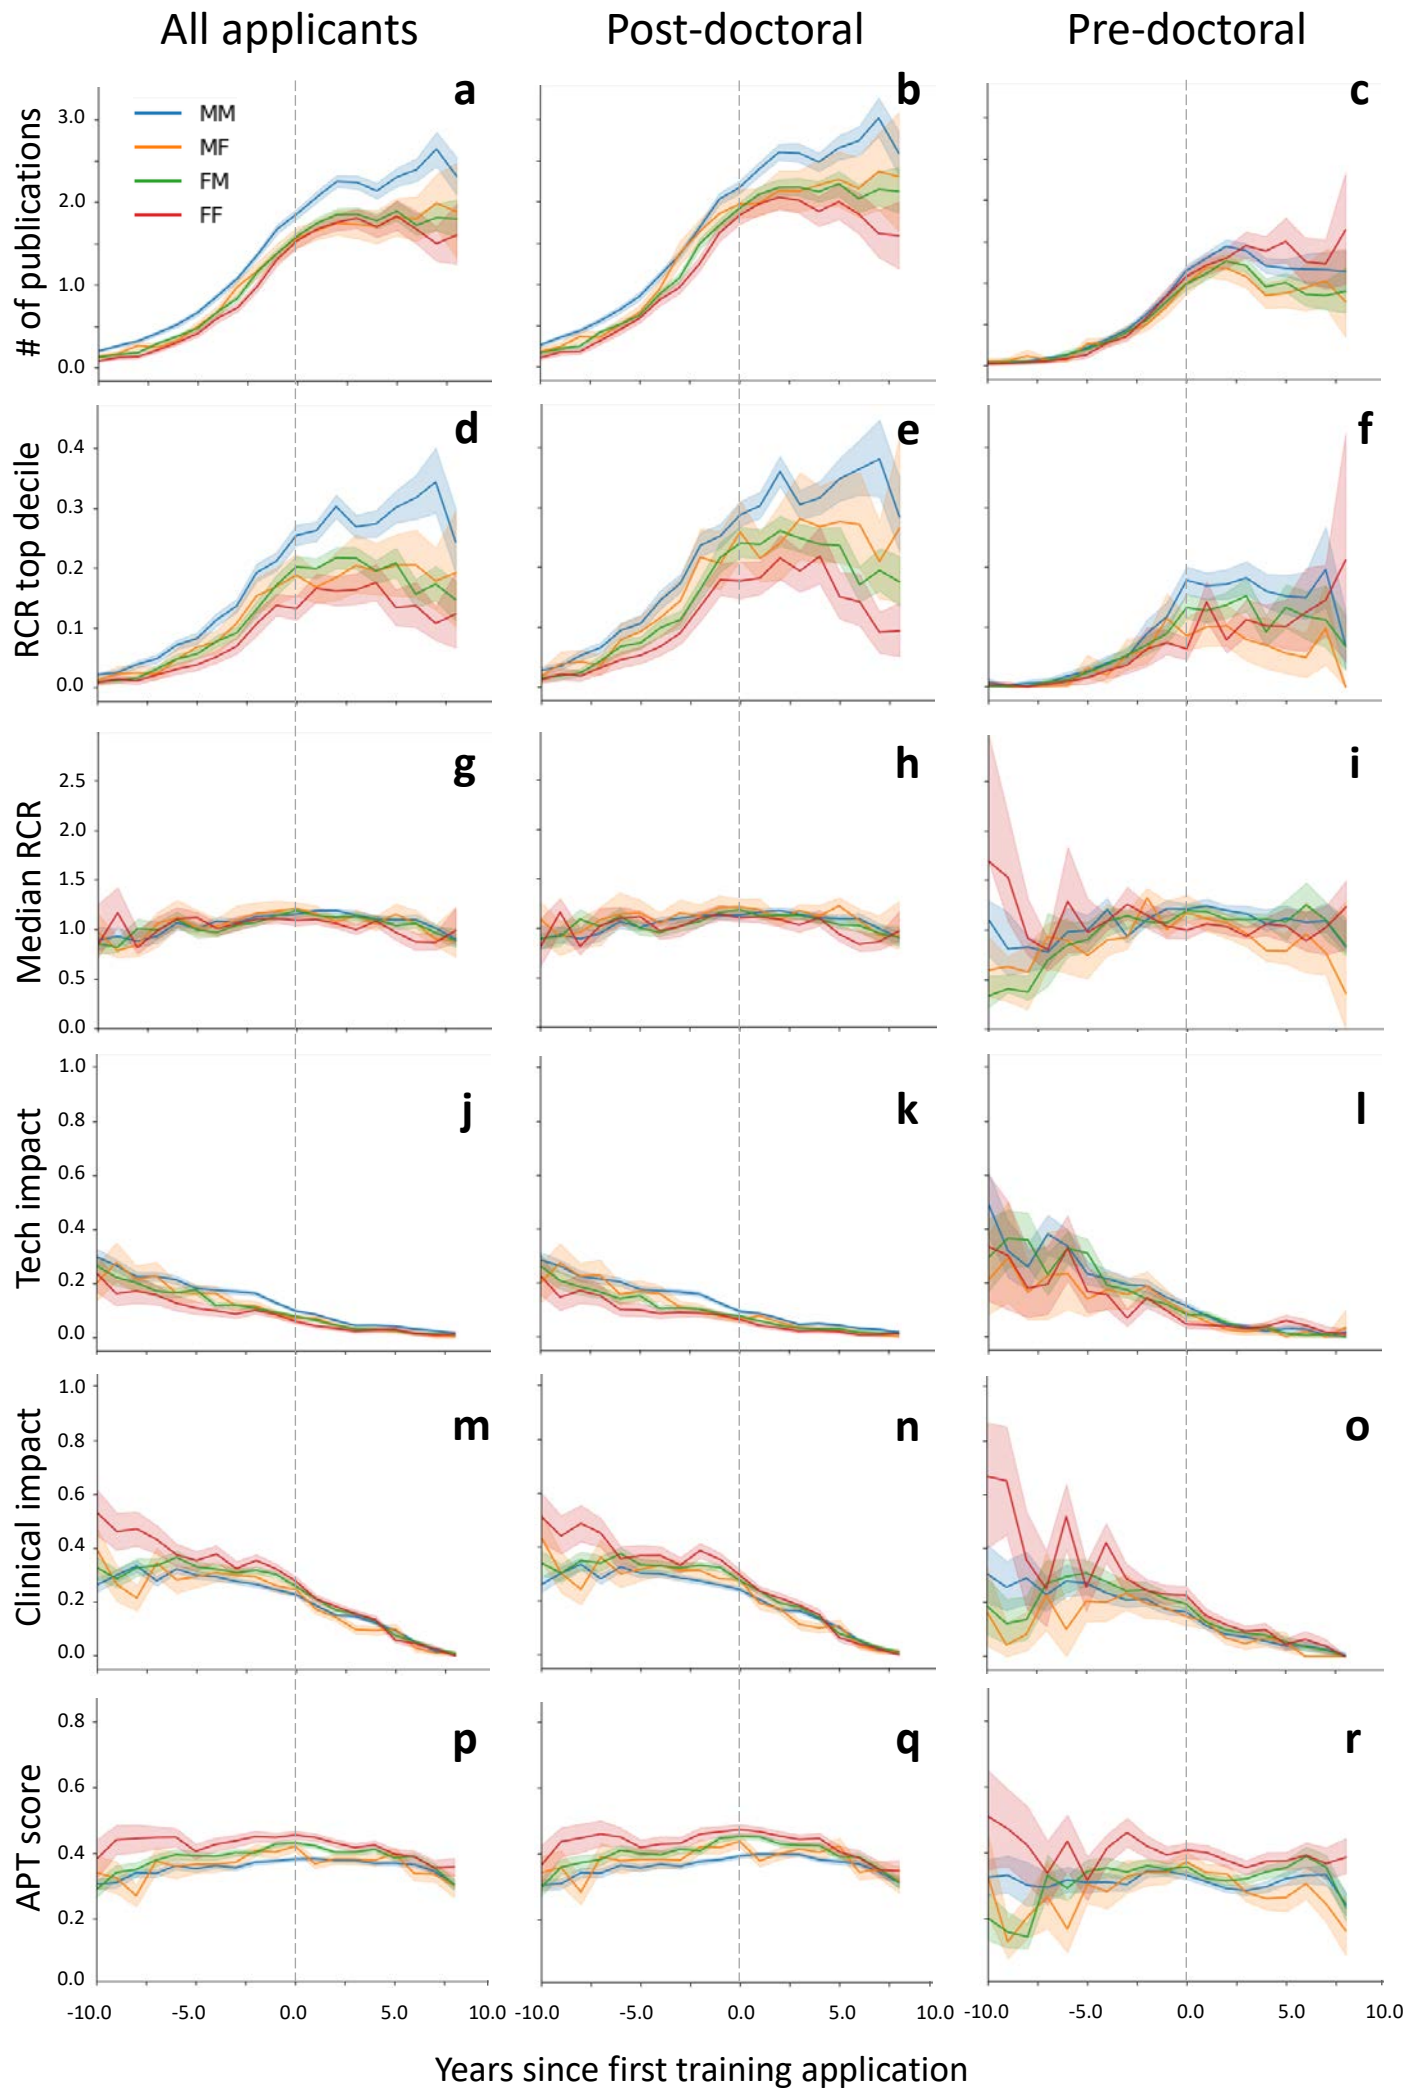 All applicants Post-doctoral Pre-doctoral
# of publications
3.0
2.0
1.0
0.0
MM
MF
FM
FF
a
b
c
RCR top decile
0.4
0.3
0.2
0.1
0.0
d
e
f
Median RCR
2.5
2.0
1.5
1.0
0.5
0.0
g
h
i
Tech impact
1.0
0.8
0.6
0.4
0.2
0.0
j
k
l
Clinical impact
1.0
0.8
0.6
0.4
0.2
0.0
m
n
o
APT score
0.8
0.6
0.4
0.2
0.0
p
q
r
-10.0 -5.0 0.0 5.0 10.0 -10.0 -5.0 0.0 5.0 10.0 -10.0 -5.0 0.0 5.0 10.0
Years since first training application